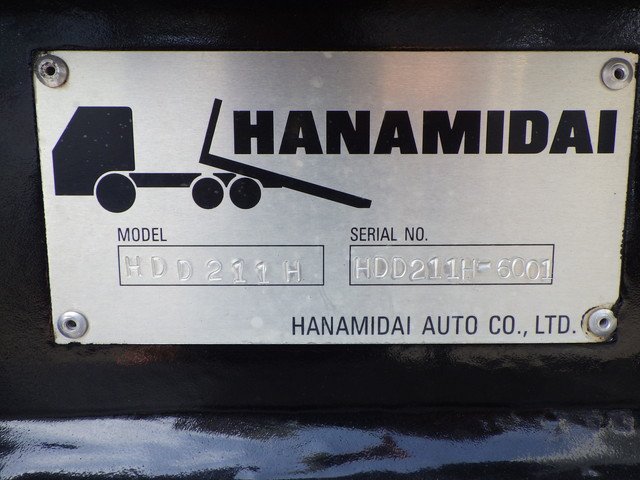 HANAMIDAI
MODEL SERIAL NO.
HDD211H HDD211H-6001
HANAMIDAI AUTO CO., LTD.